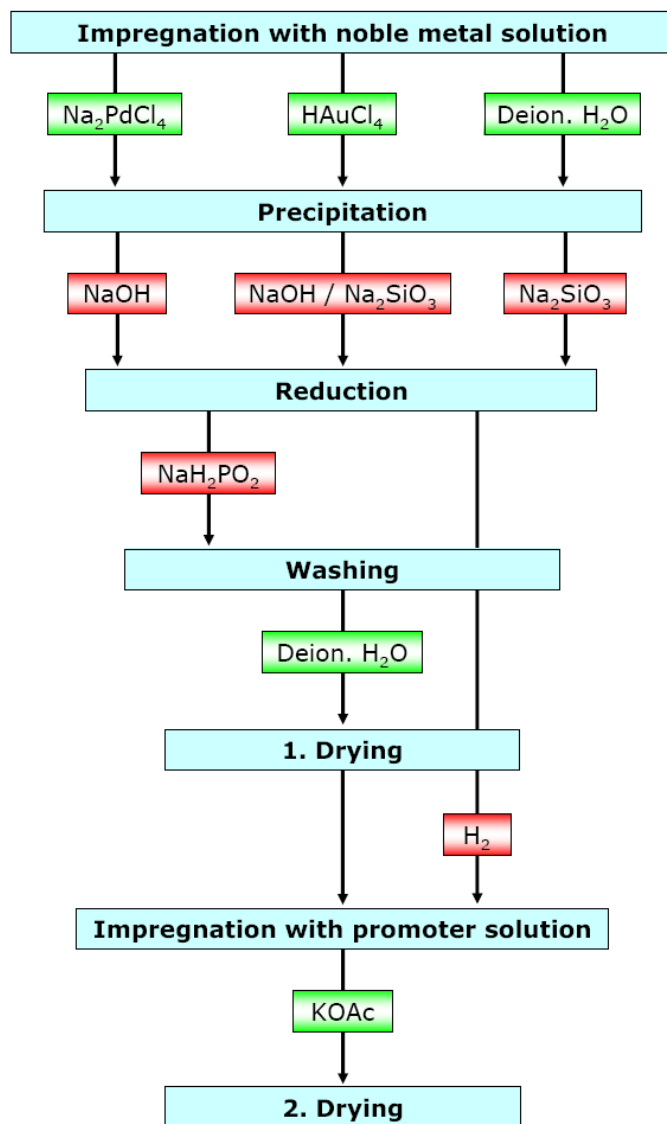 Impregnation with noble metal solution
Na₂PdCl₄ HAuCl₄ Deion. H₂O
Precipitation
NaOH NaOH / Na₂SiO₃ Na₂SiO₃
Reduction
NaH₂PO₂
Washing
Deion. H₂O
1. Drying
H₂
Impregnation with promoter solution
KOAc
2. Drying